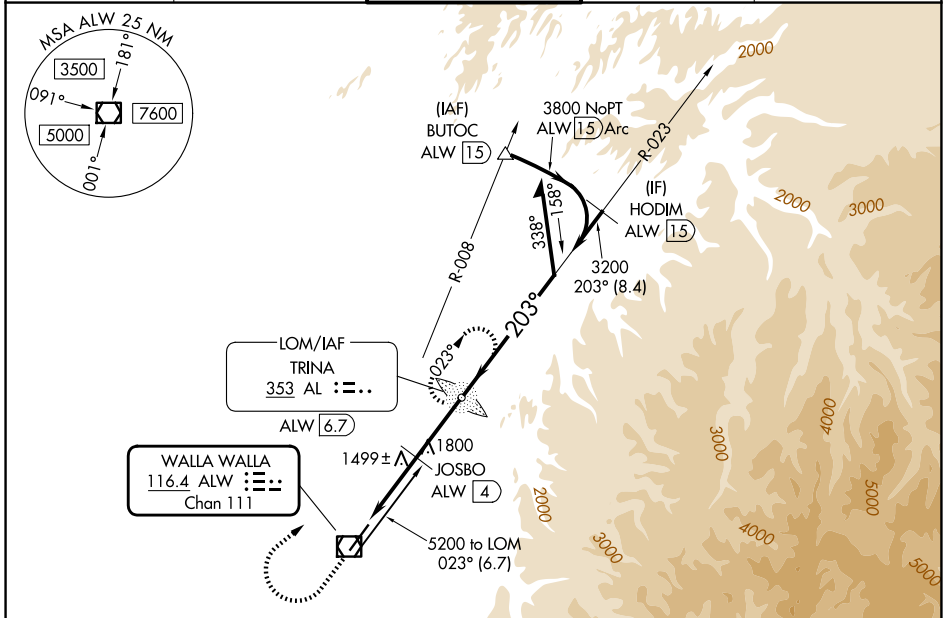 MSA ALW 25 NM
181°
3500
091°
7600
5000
001°
2000
(IAF)
BUTOC
ALW 15
3800 NoPT
ALW 15 Arc
R-023
(IF)
HODIM
ALW 15
2000
3000
338°
158°
3200
203° (8.4)
R-008
203°
023°
LOM/IAF
TRINA
353 AL
ALW 6.7
1499±
1800
JOSBO
ALW 4
WALLA WALLA
116.4 ALW
Chan 111
5200 to LOM
023° (6.7)
3000
4000
2000
5000
3000
4000
5000